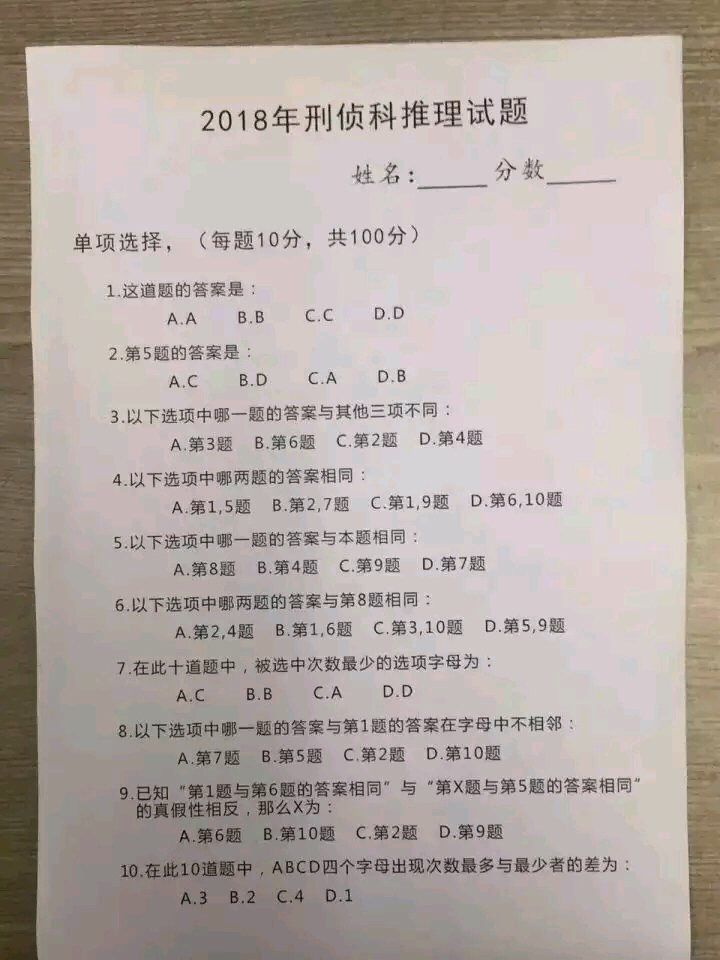 2018年刑侦科推理试题
姓名:_____ 分数_____
单项选择，（每题10分，共100分）
1.这道题的答案是：
A.A B.B C.C D.D
2.第5题的答案是：
A.C B.D C.A D.B
3.以下选项中哪一题的答案与其他三项不同：
A.第3题 B.第6题 C.第2题 D.第4题
4.以下选项中哪两题的答案相同：
A.第1,5题 B.第2,7题 C.第1,9题 D.第6,10题
5.以下选项中哪一题的答案与本题相同：
A.第8题 B.第4题 C.第9题 D.第7题
6.以下选项中哪两题的答案与第8题相同：
A.第2,4题 B.第1,6题 C.第3,10题 D.第5,9题
7.在此十道题中，被选中次数最少的选项字母为：
A.C B.B C.A D.D
8.以下选项中哪一题的答案与第1题的答案在字母中不相邻：
A.第7题 B.第5题 C.第2题 D.第10题
9.已知“第1题与第6题的答案相同”与“第X题与第5题的答案相同”
的真假性相反，那么X为：
A.第6题 B.第10题 C.第2题 D.第9题
10.在此10道题中，ABCD四个字母出现次数最多与最少者的差为：
A.3 B.2 C.4 D.1